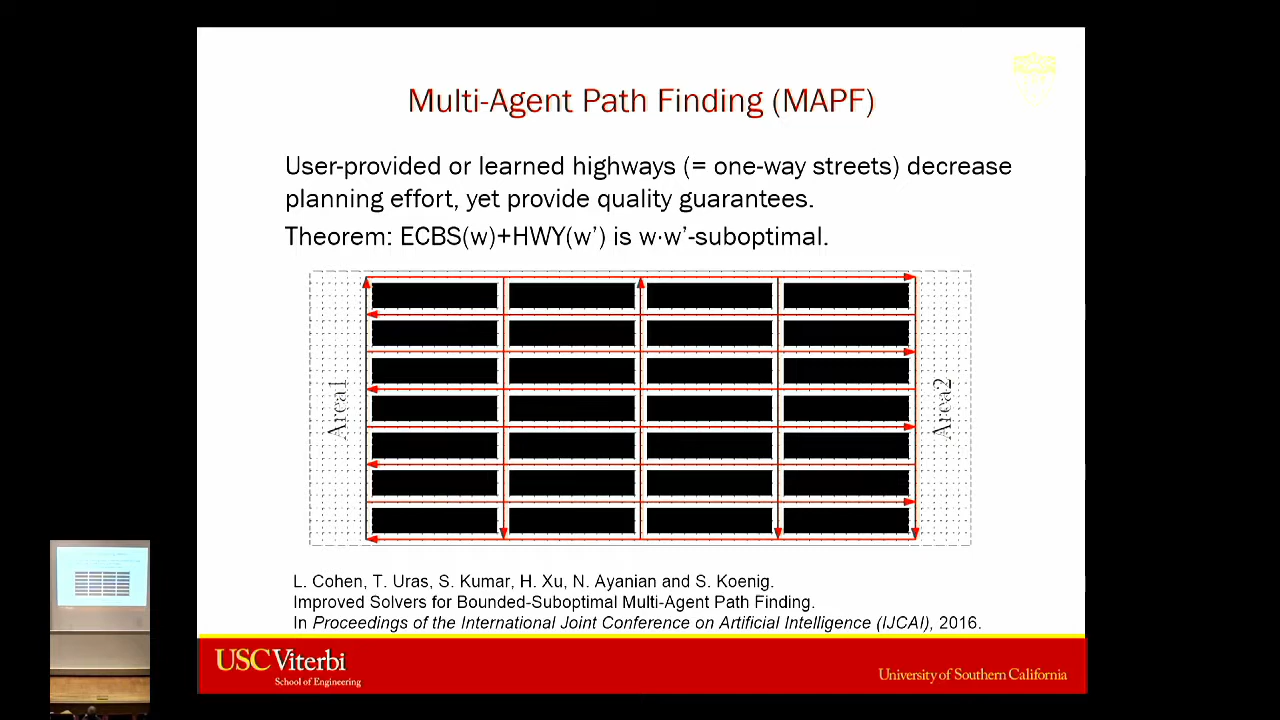 Multi-Agent Path Finding (MAPF)
User-provided or learned highways (= one-way streets) decrease
planning effort, yet provide quality guarantees.
Theorem: ECBS(w)+HWY(w’) is w·w’-suboptimal.
Area1
Area2
L. Cohen, T. Uras, S. Kumar, H. Xu, N. Ayanian and S. Koenig.
Improved Solvers for Bounded-Suboptimal Multi-Agent Path Finding.
In Proceedings of the International Joint Conference on Artificial Intelligence (IJCAI), 2016.
USC Viterbi
School of Engineering
University of Southern California